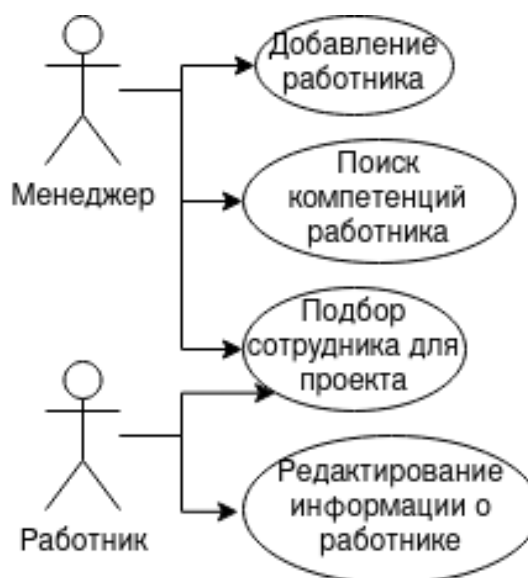 Добавление
работника
Менеджер
Поиск
компетенций
работника
Подбор
сотрудника для
проекта
Работник
Редактирование
информации о
работнике